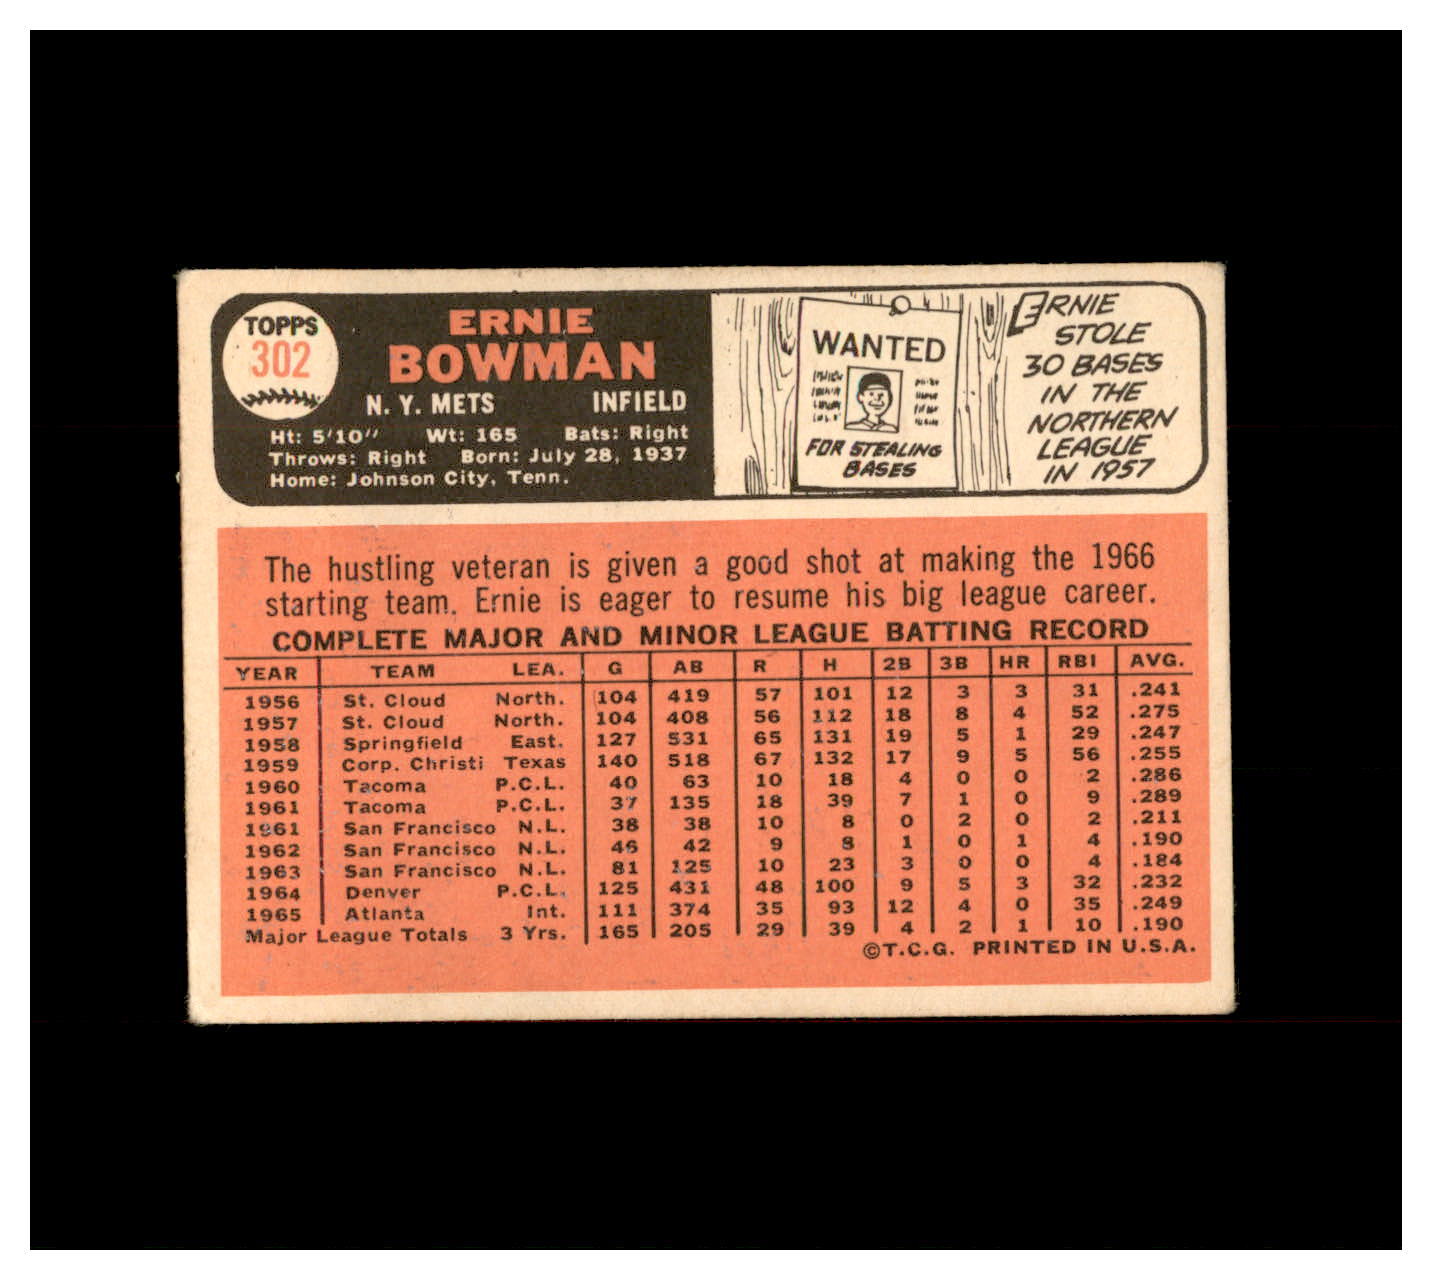 TOPPS
302
ERNIE
BOWMAN
N. Y. METS INFIELD
Ht: 5'10" Wt: 165 Bats: Right
Throws: Right Born: July 28, 1937
Home: Johnson City, Tenn.
WANTED
FOR STEALING
BASES
ERNIE
STOLE
30 BASES
IN THE
NORTHERN
LEAGUE
IN 1957
The hustling veteran is given a good shot at making the 1966
starting team. Ernie is eager to resume his big league career.
COMPLETE MAJOR AND MINOR LEAGUE BATTING RECORD
YEAR TEAM LEA. G AB R H 2B 3B HR RBI AVG.
1956 St. Cloud North. 104 419 57 101 12 3 3 31 .241
1957 St. Cloud North. 104 408 56 112 18 8 4 52 .275
1958 Springfield East. 127 531 65 131 19 5 1 29 .247
1959 Corp. Christi Texas 140 518 67 132 17 9 5 56 .255
1960 Tacoma P.C.L. 40 63 10 18 4 0 0 2 .286
1961 Tacoma P.C.L. 37 135 18 39 7 1 0 9 .289
1961 San Francisco N.L. 38 38 10 8 0 2 0 2 .211
1962 San Francisco N.L. 46 42 9 8 1 0 1 4 .190
1963 San Francisco N.L. 81 125 10 23 3 0 0 4 .184
1964 Denver P.C.L. 125 431 48 100 9 5 3 32 .232
1965 Atlanta Int. 111 374 35 93 12 4 0 35 .249
Major League Totals 3 Yrs. 165 205 29 39 4 2 1 10 .190
©T.C.G. PRINTED IN U.S.A.